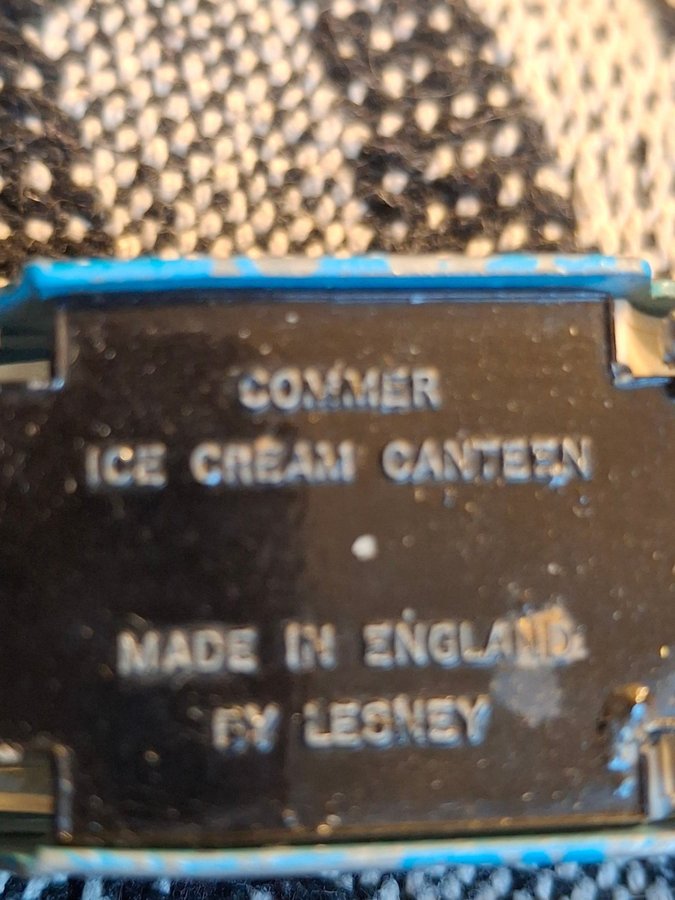 COMMER
ICE CREAM CANTEEN
MADE IN ENGLAND
BY LESNEY